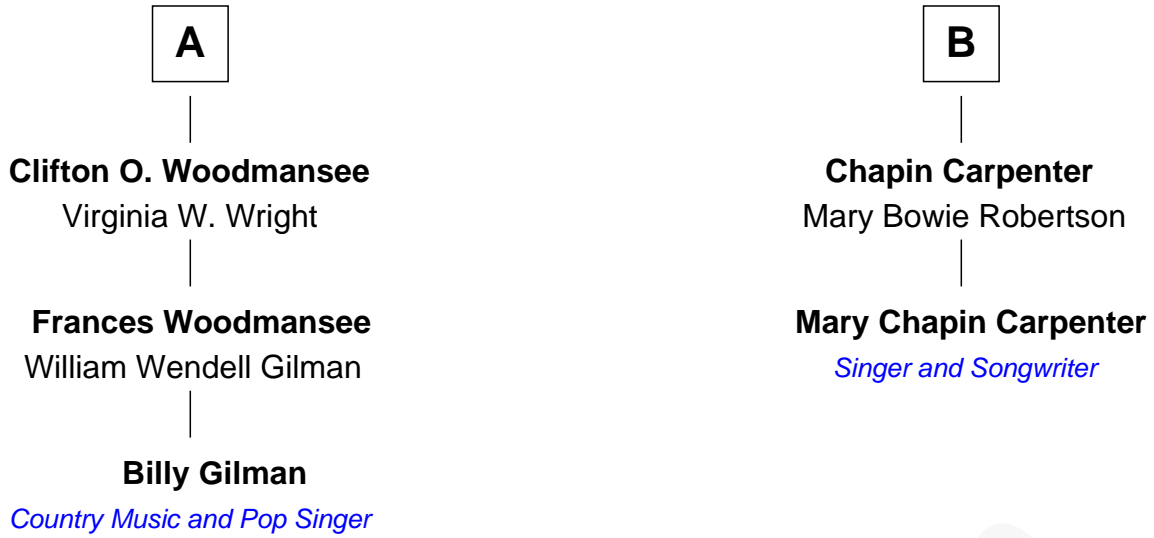 A
Clifton O. Woodmansee
Virginia W. Wright
Frances Woodmansee
William Wendell Gilman
Billy Gilman
Country Music and Pop Singer
B
Chapin Carpenter
Mary Bowie Robertson
Mary Chapin Carpenter
Singer and Songwriter